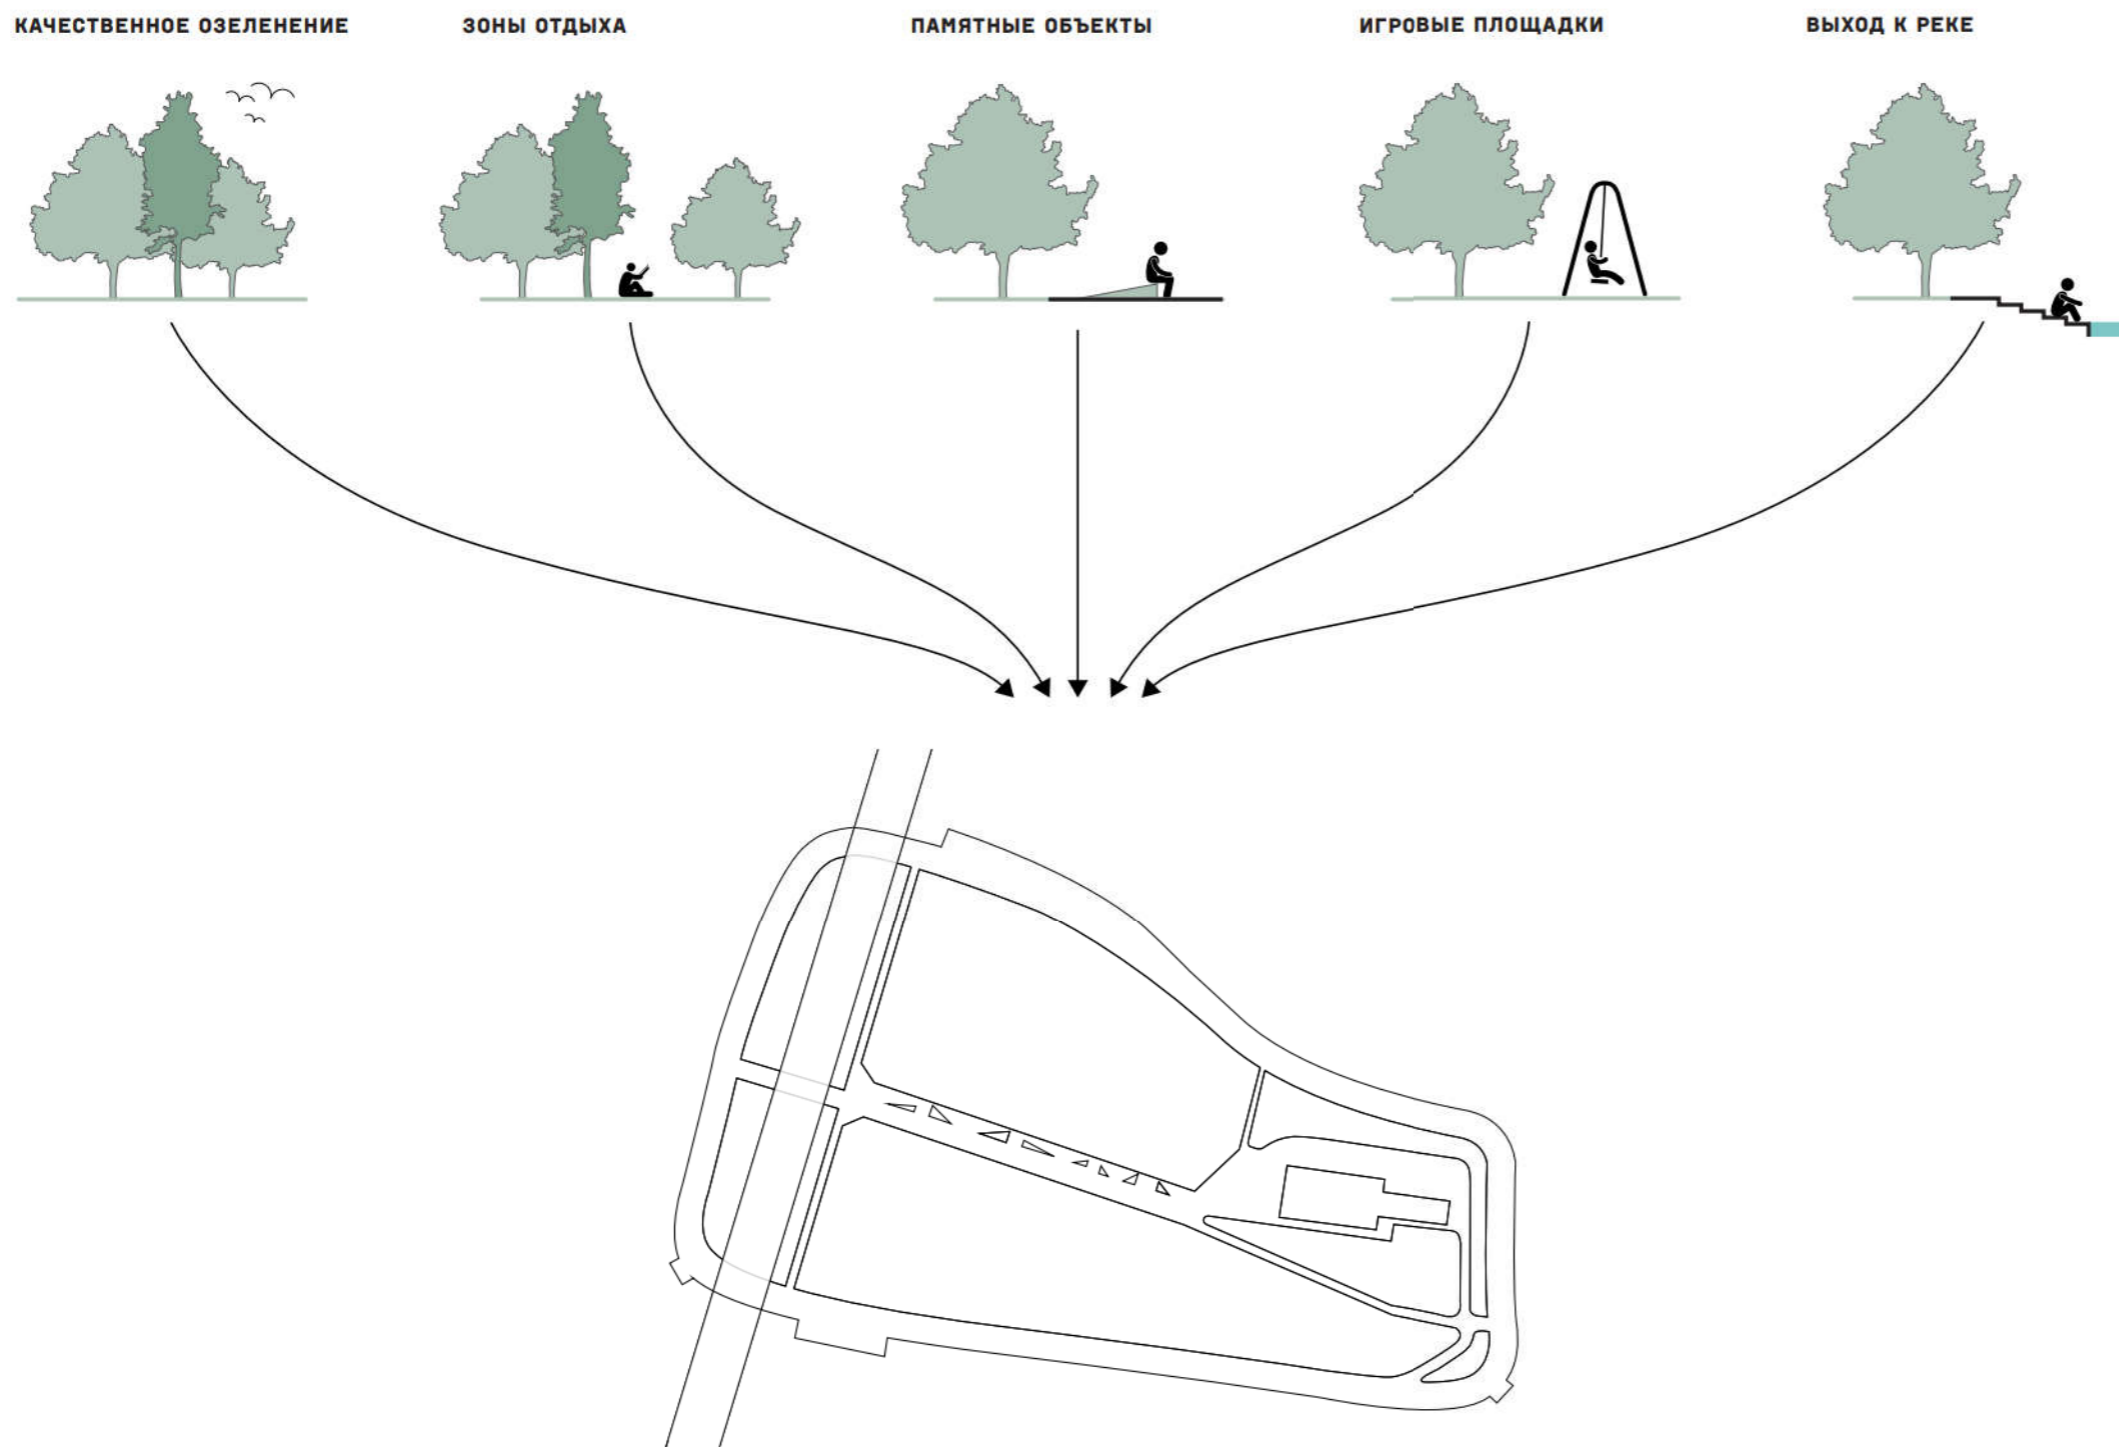 КАЧЕСТВЕННОЕ ОЗЕЛЕНЕНИЕ
ЗОНЫ ОТДЫХА
ПАМЯТНЫЕ ОБЪЕКТЫ
ИГРОВЫЕ ПЛОЩАДКИ
ВЫХОД К РЕКЕ